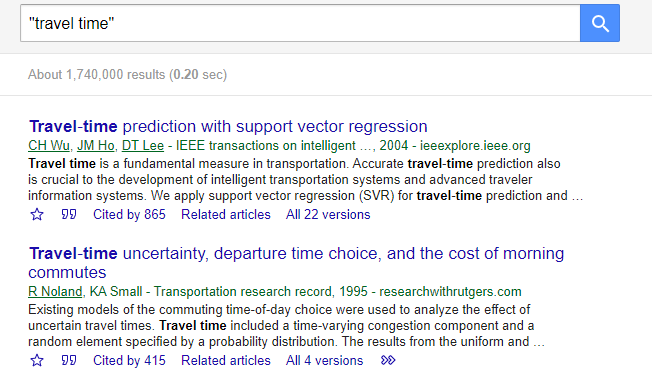 "travel time"
About 1,740,000 results (0.20 sec)
Travel-time prediction with support vector regression
CH Wu, JM Ho, DT Lee - IEEE transactions on intelligent …, 2004 - ieeexplore.ieee.org
Travel time is a fundamental measure in transportation. Accurate travel-time prediction also
is crucial to the development of intelligent transportation systems and advanced traveler
information systems. We apply support vector regression (SVR) for travel-time prediction and …
Cited by 865 Related articles All 22 versions
Travel-time uncertainty, departure time choice, and the cost of morning
commutes
R Noland, KA Small - Transportation research record, 1995 - researchwithrutgers.com
Existing models of the commuting time-of-day choice were used to analyze the effect of
uncertain travel times. Travel time included a time-varying congestion component and a
random element specified by a probability distribution. The results from the uniform and …
Cited by 415 Related articles All 4 versions